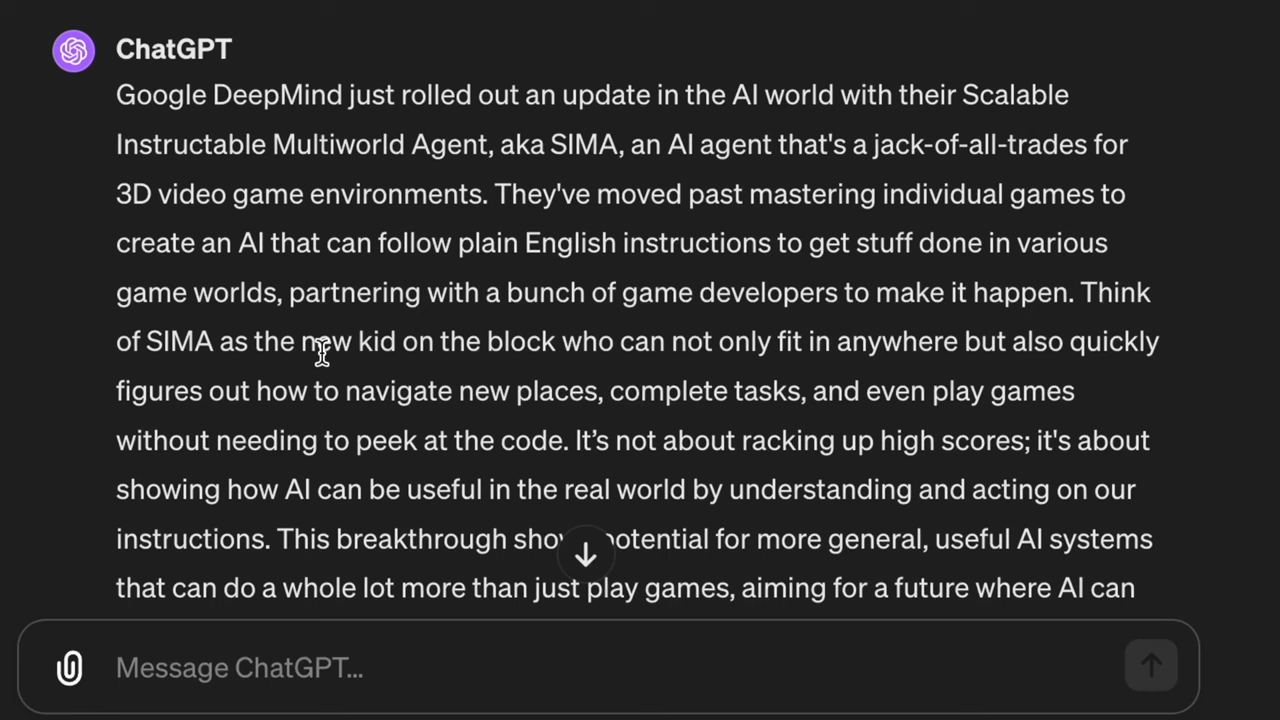 ChatGPT
Google DeepMind just rolled out an update in the AI world with their Scalable
Instructable Multiworld Agent, aka SIMA, an AI agent that's a jack-of-all-trades for
3D video game environments. They've moved past mastering individual games to
create an AI that can follow plain English instructions to get stuff done in various
game worlds, partnering with a bunch of game developers to make it happen. Think
of SIMA as the new kid on the block who can not only fit in anywhere but also quickly
figures out how to navigate new places, complete tasks, and even play games
without needing to peek at the code. It’s not about racking up high scores; it's about
showing how AI can be useful in the real world by understanding and acting on our
instructions. This breakthrough potential for more general, useful AI systems
that can do a whole lot more than just play games, aiming for a future where AI can
Message ChatGPT...